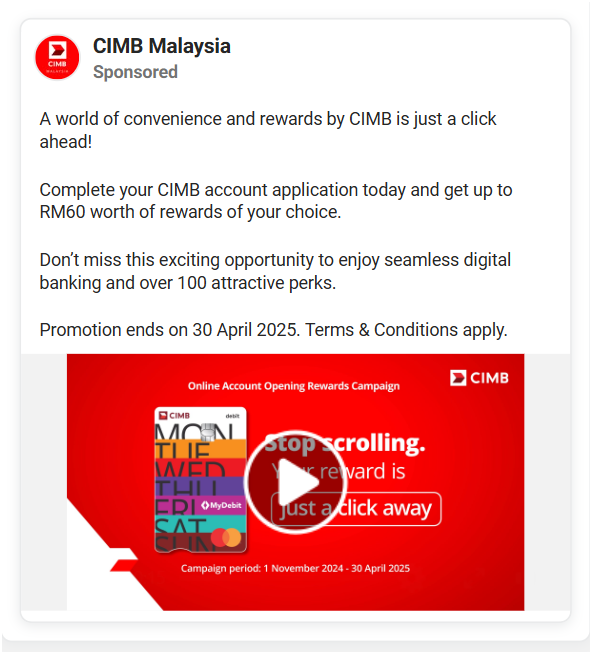 CIMB
MALAYSIA
CIMB Malaysia
Sponsored
A world of convenience and rewards by CIMB is just a click
ahead!
Complete your CIMB account application today and get up to
RM60 worth of rewards of your choice.
Don’t miss this exciting opportunity to enjoy seamless digital
banking and over 100 attractive perks.
Promotion ends on 30 April 2025. Terms & Conditions apply.
CIMB
Online Account Opening Rewards Campaign
CIMB debit
MON
TUE
WED
THU
FRI MyDebit
SAT
SUN
Stop scrolling.
Your reward is
just a click away
Campaign period: 1 November 2024 - 30 April 2025